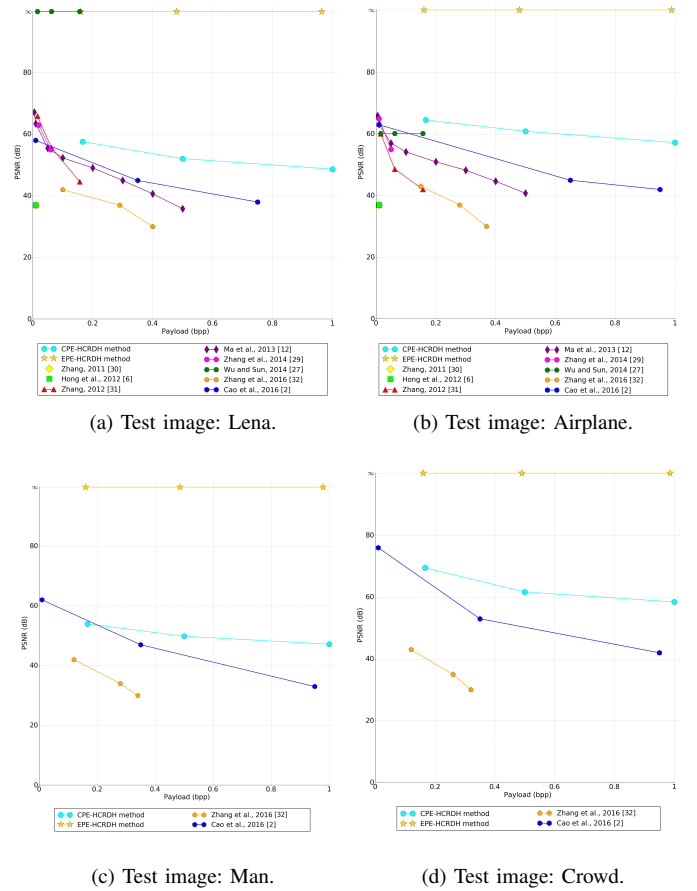 ∞
80
60
40
20
0
PSNR (dB)
0 0.2 0.4 0.6 0.8 1
Payload (bpp)
CPE-HCRDH method
EPE-HCRDH method
Zhang, 2011 [30]
Hong et al., 2012 [6]
Zhang, 2012 [31]
Ma et al., 2013 [12]
Zhang et al., 2014 [29]
Wu and Sun, 2014 [27]
Zhang et al., 2016 [32]
Cao et al., 2016 [2]
(a) Test image: Lena.
∞
80
60
40
20
0
PSNR (dB)
0 0.2 0.4 0.6 0.8 1
Payload (bpp)
CPE-HCRDH method
EPE-HCRDH method
Zhang, 2011 [30]
Hong et al., 2012 [6]
Zhang, 2012 [31]
Ma et al., 2013 [12]
Zhang et al., 2014 [29]
Wu and Sun, 2014 [27]
Zhang et al., 2016 [32]
Cao et al., 2016 [2]
(b) Test image: Airplane.
∞
80
60
40
20
0
PSNR (dB)
0 0.2 0.4 0.6 0.8 1
Payload (bpp)
CPE-HCRDH method
EPE-HCRDH method
Zhang et al., 2016 [32]
Cao et al., 2016 [2]
(c) Test image: Man.
∞
80
60
40
20
0
PSNR (dB)
0 0.2 0.4 0.6 0.8 1
Payload (bpp)
CPE-HCRDH method
EPE-HCRDH method
Zhang et al., 2016 [32]
Cao et al., 2016 [2]
(d) Test image: Crowd.